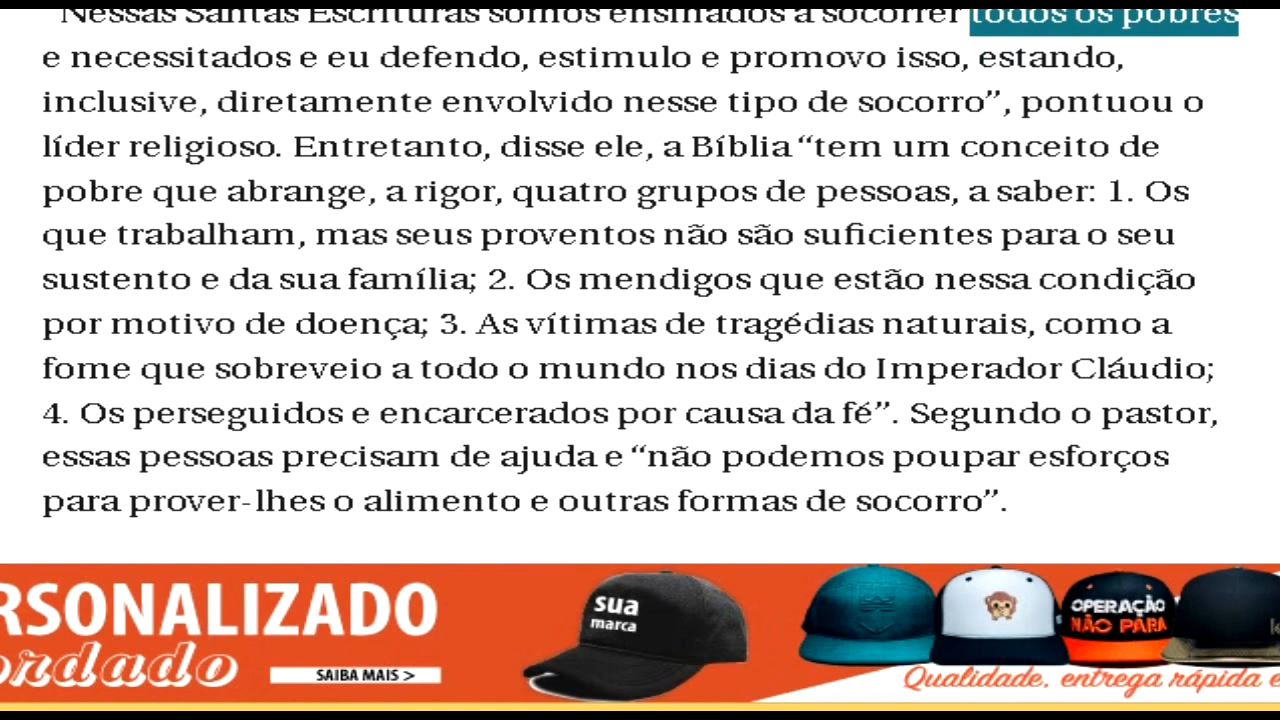 "Nessas Santas Escrituras somos ensinados a socorrer todos os pobres
e necessitados e eu defendo, estimulo e promovo isso, estando,
inclusive, diretamente envolvido nesse tipo de socorro”, pontuou o
líder religioso. Entretanto, disse ele, a Bíblia “tem um conceito de
pobre que abrange, a rigor, quatro grupos de pessoas, a saber: 1. Os
que trabalham, mas seus proventos não são suficientes para o seu
sustento e da sua família; 2. Os mendigos que estão nessa condição
por motivo de doença; 3. As vítimas de tragédias naturais, como a
fome que sobreveio a todo o mundo nos dias do Imperador Cláudio;
4. Os perseguidos e encarcerados por causa da fé”. Segundo o pastor,
essas pessoas precisam de ajuda e “não podemos poupar esforços
para prover-lhes o alimento e outras formas de socorro”.
RSONALIZADO
ordado
SAIBA MAIS >
sua
marca
OPERAÇÃO
NÃO PARA
Qualidade, entrega rápida e